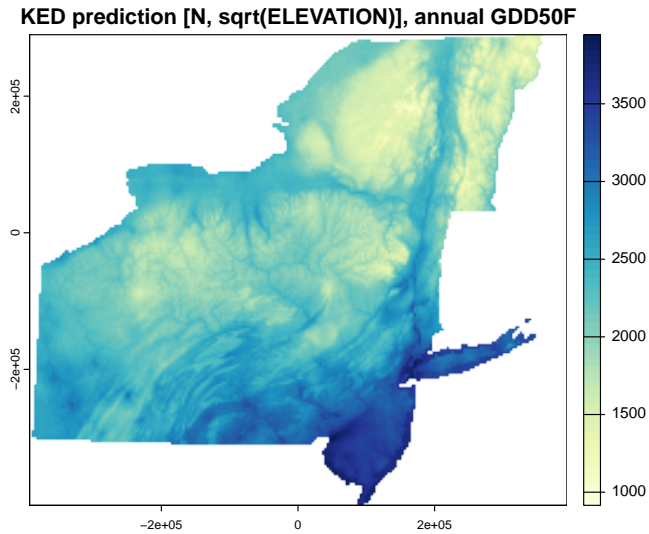 KED prediction [N, sqrt(ELEVATION)], annual GDD50F
2e+05
0
−2e+05
−2e+05
0
2e+05
3500
3000
2500
2000
1500
1000